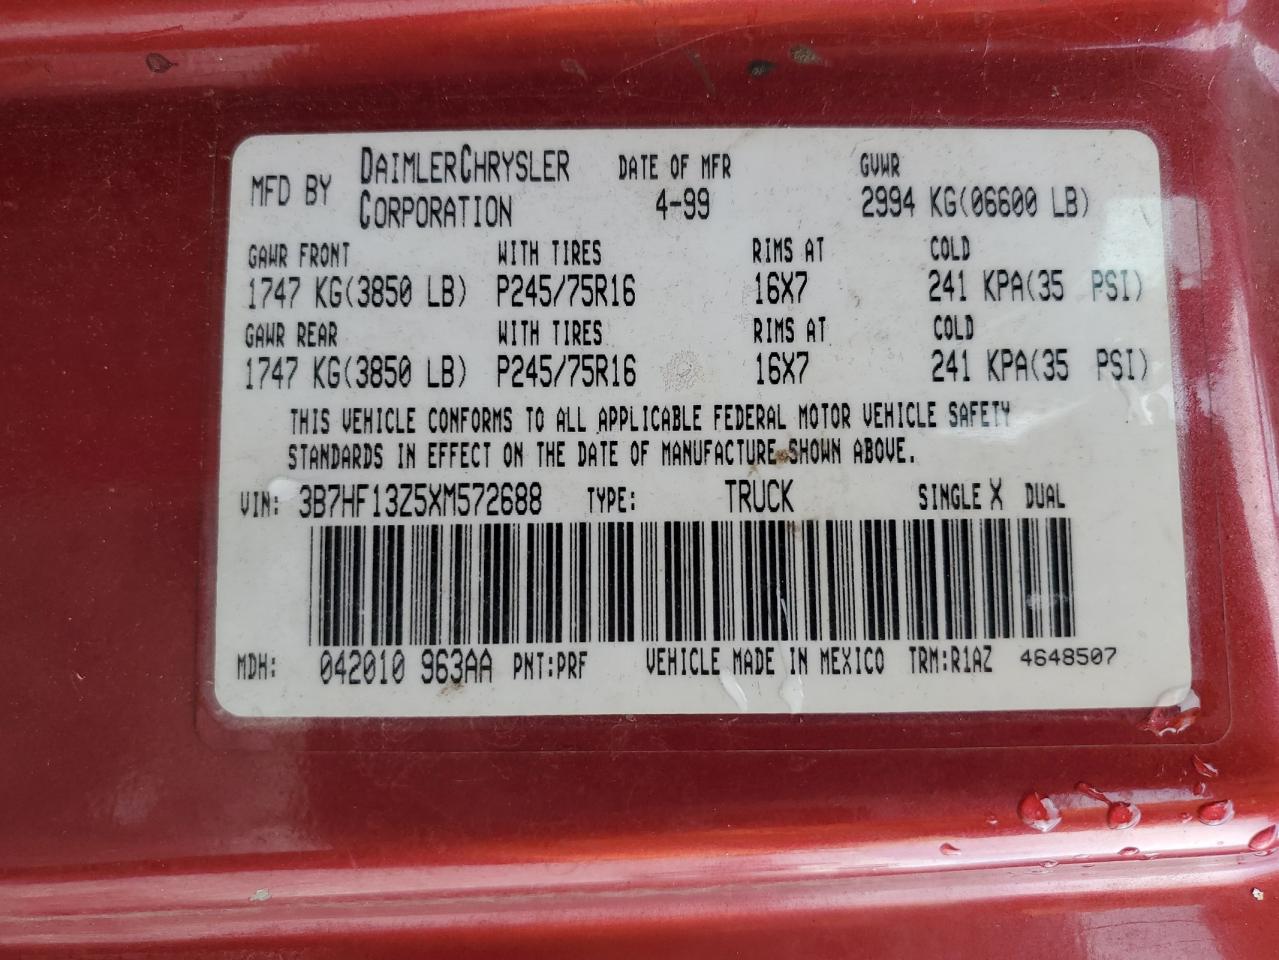 MFD BY DAIMLERCHRYSLER CORPORATION DATE OF MFR 4-99 GVWR 2994 KG(06600 LB)
GAWR FRONT WITH TIRES RIMS AT COLD
1747 KG(3850 LB) P245/75R16 16X7 241 KPA(35 PSI)
GAWR REAR WITH TIRES RIMS AT COLD
1747 KG(3850 LB) P245/75R16 16X7 241 KPA(35 PSI)
THIS VEHICLE CONFORMS TO ALL APPLICABLE FEDERAL MOTOR VEHICLE SAFETY
STANDARDS IN EFFECT ON THE DATE OF MANUFACTURE SHOWN ABOVE.
VIN: 3B7HF13Z5XM572688 TYPE: TRUCK SINGLE X DUAL
MDH: 042010 963AA PNT:PRF VEHICLE MADE IN MEXICO TRM:R1AZ 4648507